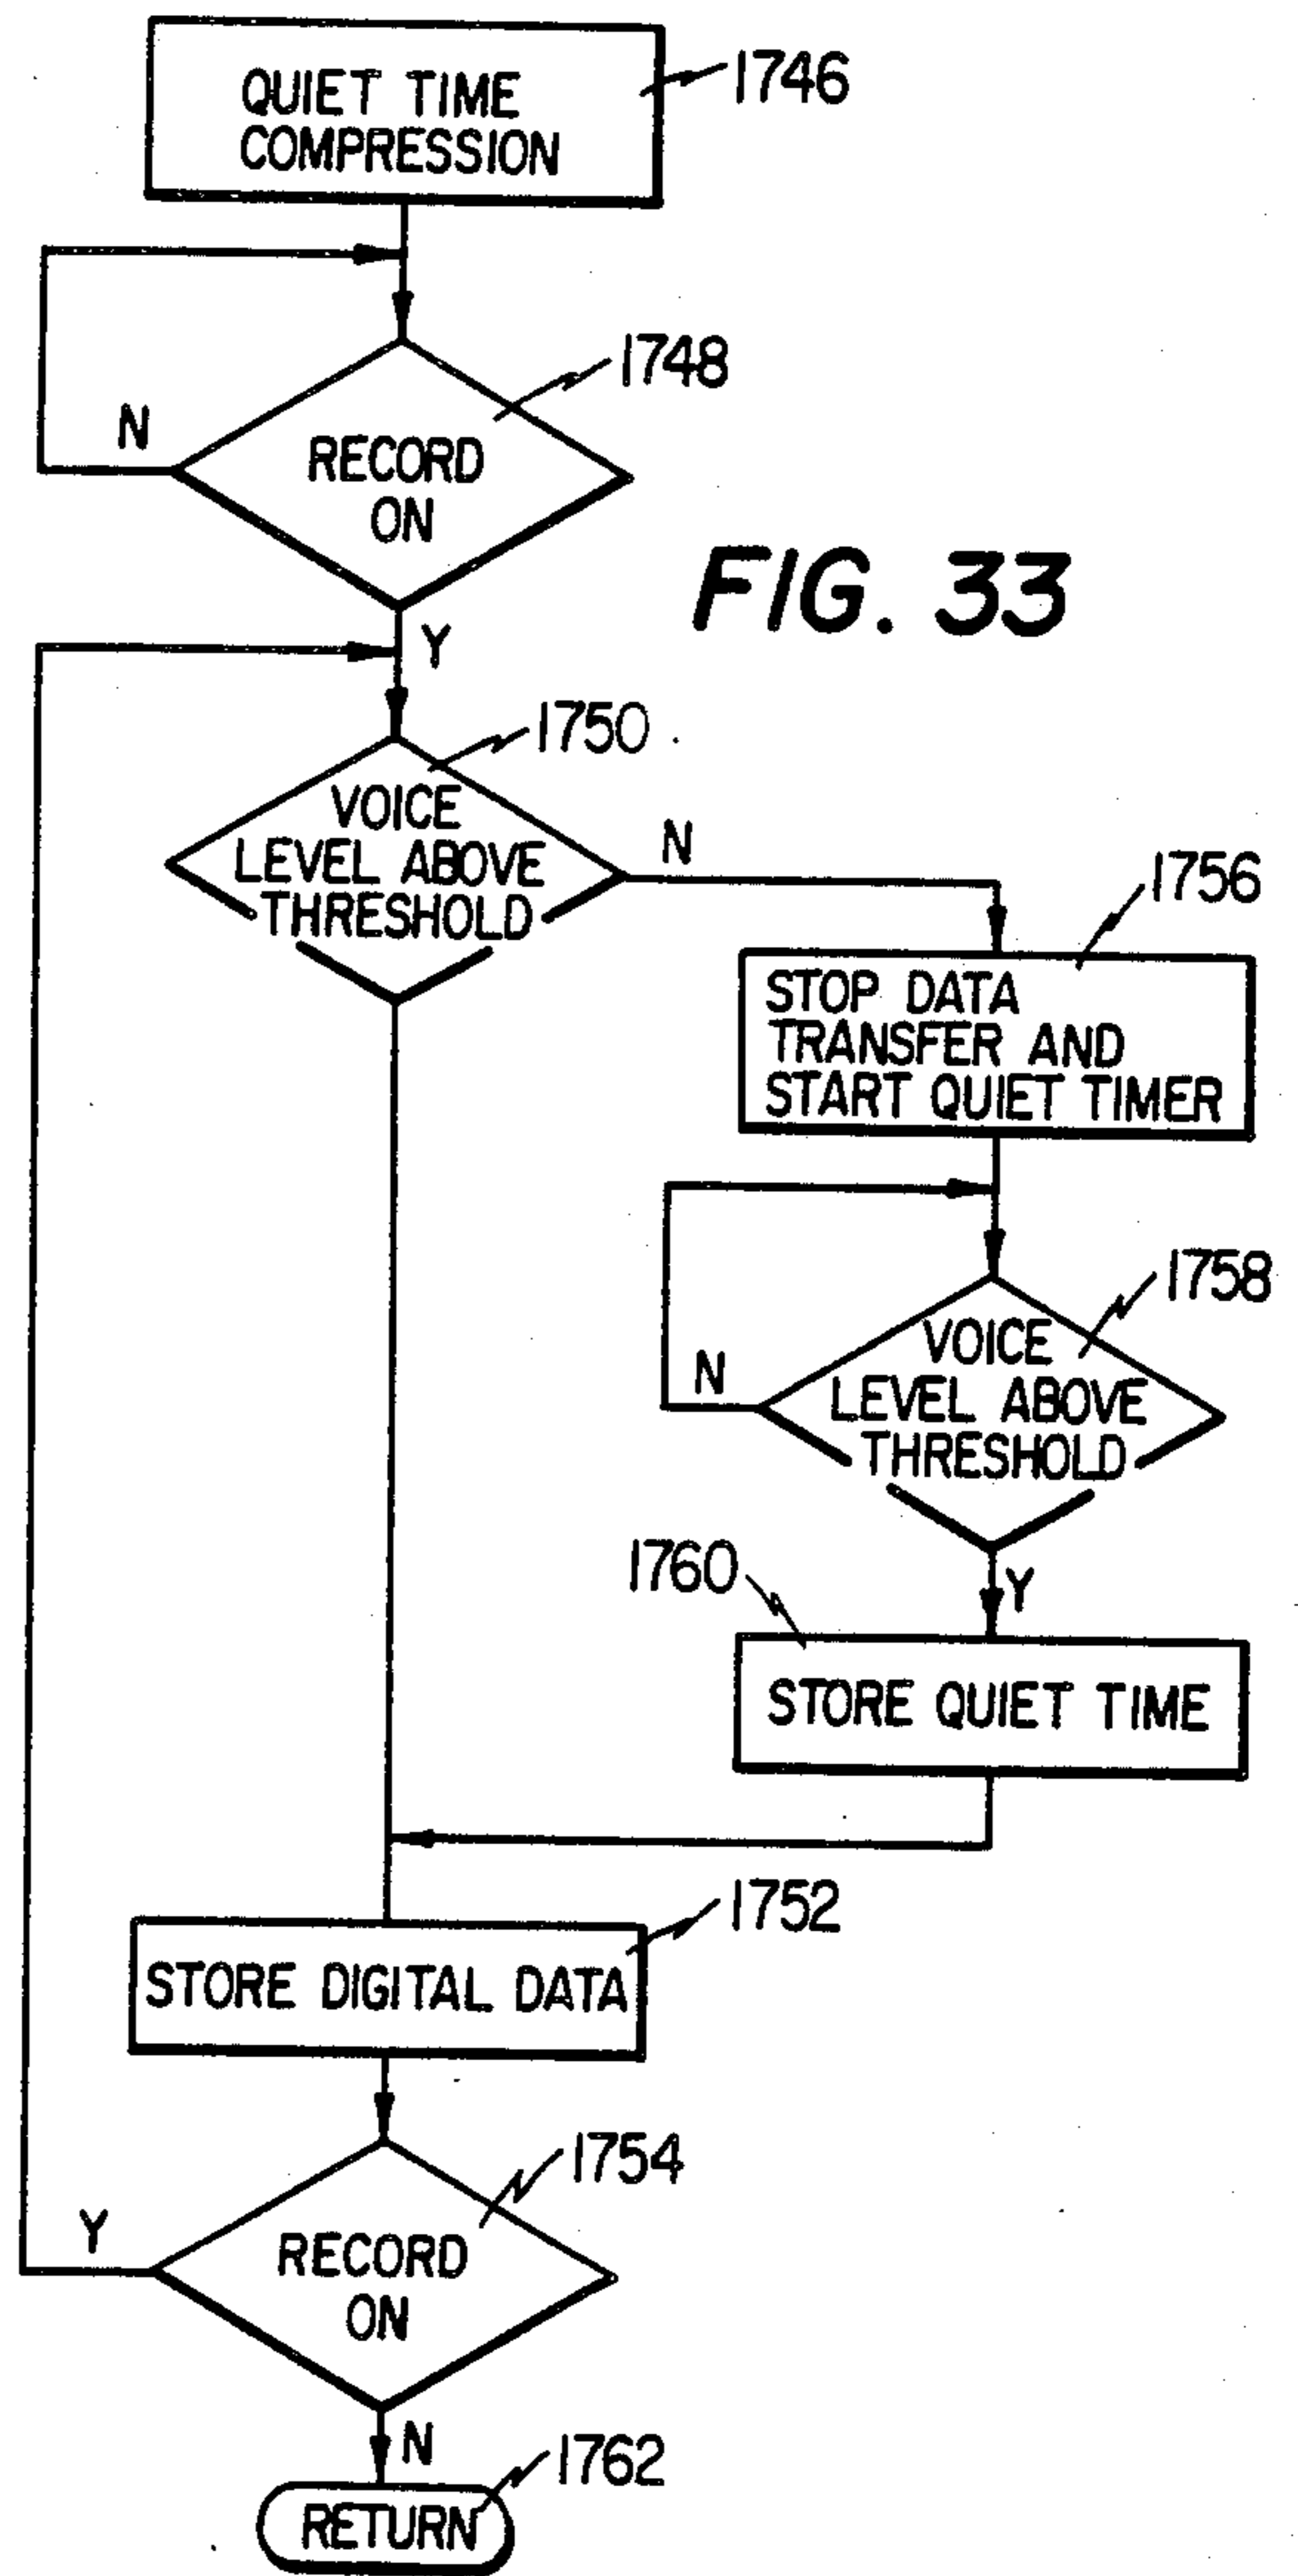 QUIET TIME
COMPRESSION
1746
1748
N
RECORD
ON
FIG. 33
Y
1750
VOICE
LEVEL ABOVE
THRESHOLD
N
1756
STOP DATA
TRANSFER AND
START QUIET TIMER
1758
VOICE
LEVEL ABOVE
THRESHOLD
N
Y
1760
STORE QUIET TIME
1752
STORE DIGITAL DATA
1754
Y
RECORD
ON
N
1762
RETURN